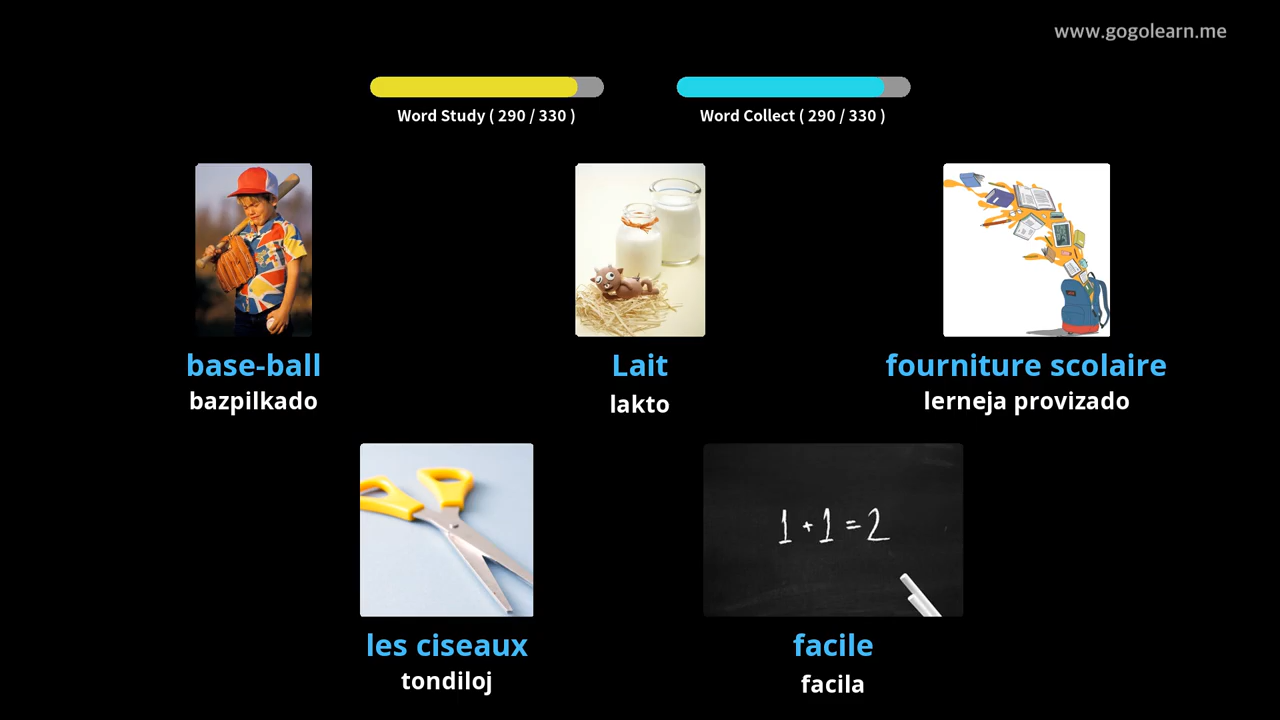 www.gogolearn.me
Word Study ( 290 / 330 )
Word Collect ( 290 / 330 )
base-ball
bazpilkado
Lait
lakto
fourniture scolaire
lerneja provizado
1 + 1 = 2
les ciseaux
tondiloj
facile
facila